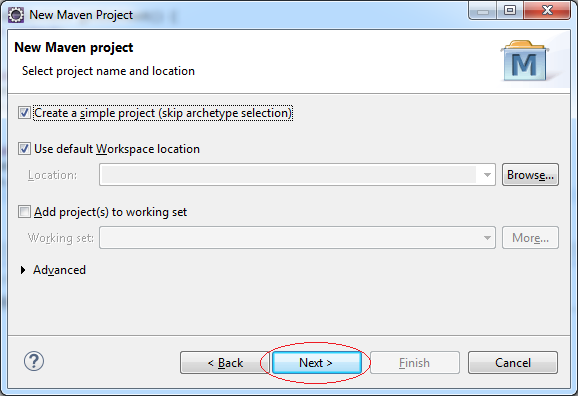 New Maven Project
New Maven project
Select project name and location
M
Create a simple project (skip archetype selection)
Use default Workspace location
Location:
Browse...
Add project(s) to working set
Working set:
More...
Advanced
?
< Back
Next >
Finish
Cancel